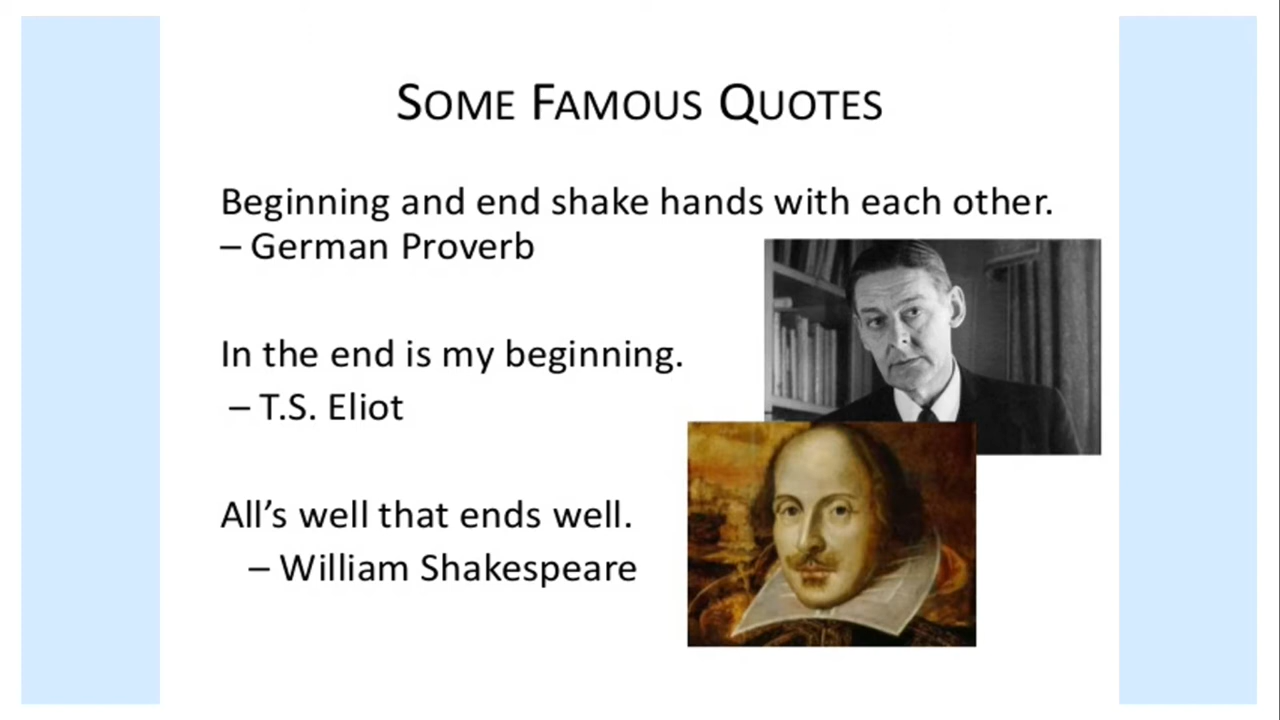 Some Famous Quotes
Beginning and end shake hands with each other.
– German Proverb
In the end is my beginning.
– T.S. Eliot
All’s well that ends well.
– William Shakespeare